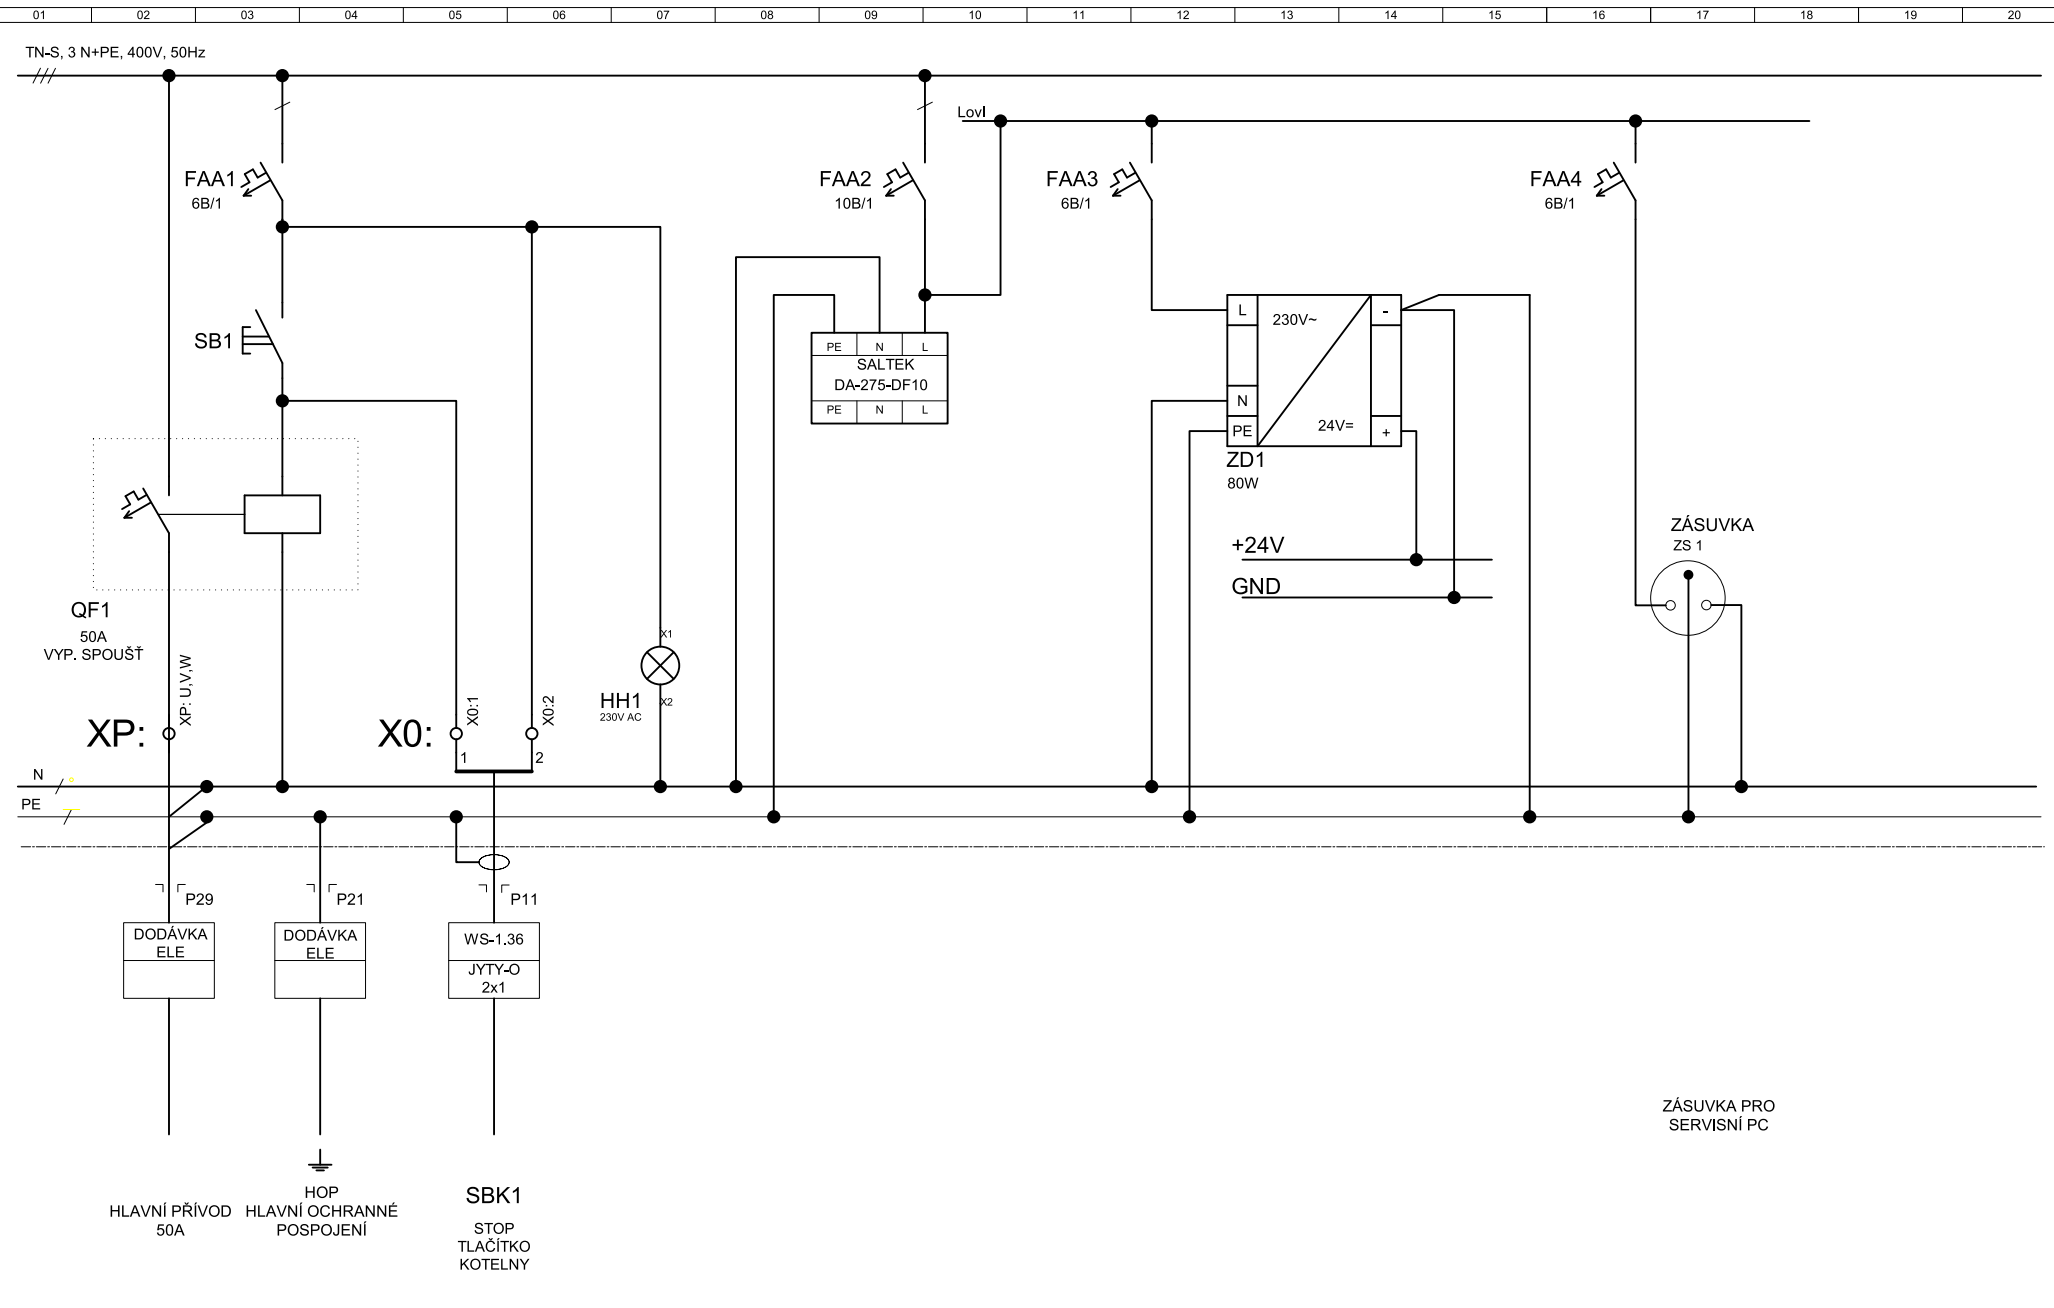 01 02 03 04 05 06 07 08 09 10 11 12 13 14 15 16 17 18 19 20
TN-S, 3 N+PE, 400V, 50Hz
LovI
FAA1
6B/1
FAA2
10B/1
FAA3
6B/1
FAA4
6B/1
SB1
PE N L
SALTEK
DA-275-DF10
PE N L
L
230V~
-
N
PE
24V=
+
ZD1
80W
+24V
GND
ZÁSUVKA
ZS 1
QF1
50A
VYP. SPOUŠŤ
XP: U,V,W
XP:
X0:
X0:1
X0:2
1
2
X1
HH1
230V AC
X2
N
PE
P29
P21
P11
DODÁVKA
ELE
DODÁVKA
ELE
WS-1.36
JYTY-O
2x1
HLAVNÍ PŘÍVOD
50A
HOP
HLAVNÍ OCHRANNÉ
POSPOJENÍ
SBK1
STOP
TLAČÍTKO
KOTELNY
ZÁSUVKA PRO
SERVISNÍ PC